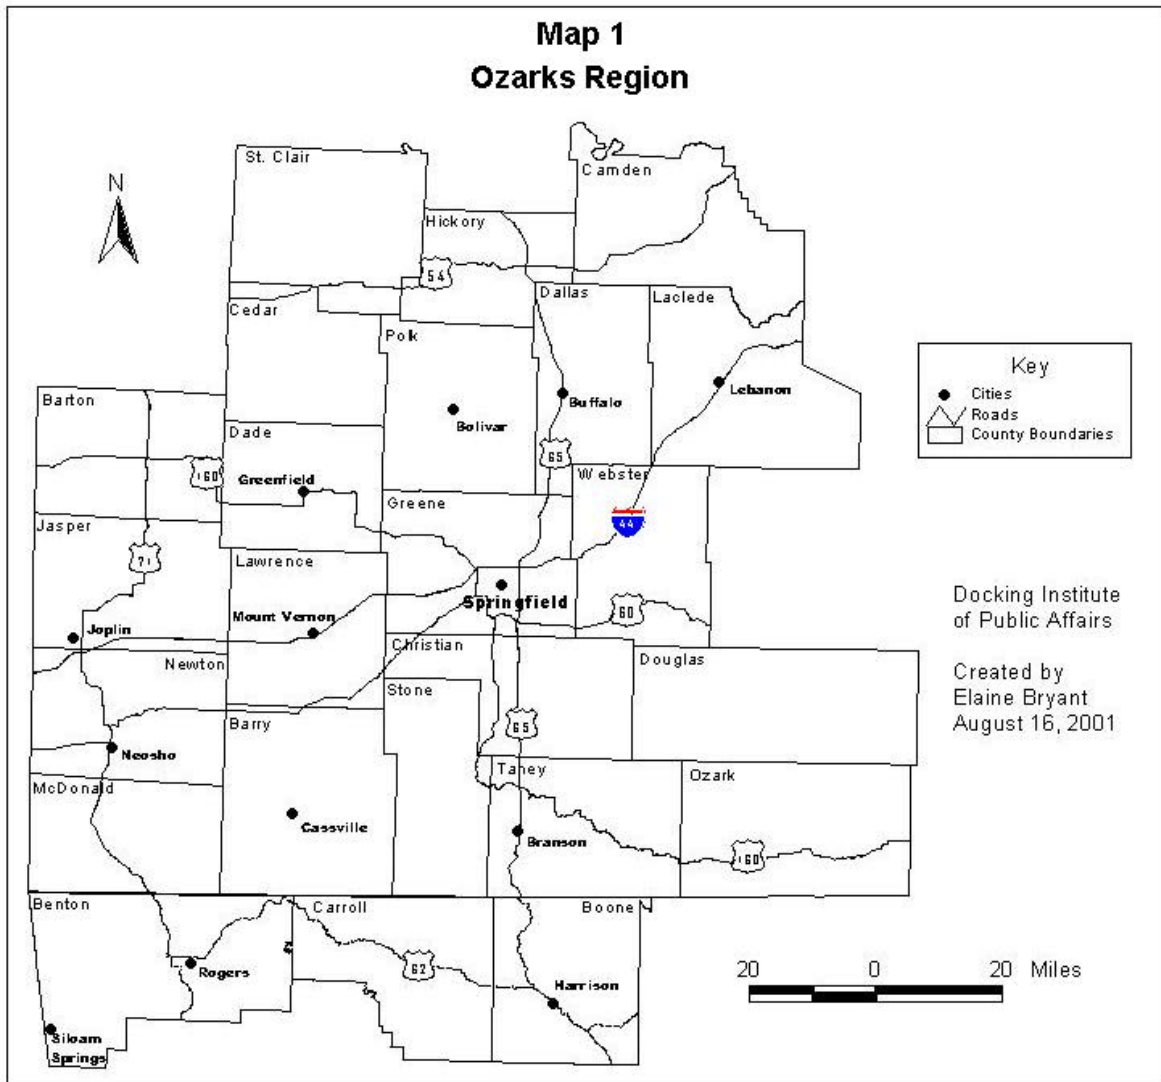 Map 1
Ozarks Region
St. Clair
Camden
N
Hickory
54
Dallas
Laclede
Cedar
Polk
Key
Cities
Roads
County Boundaries
Lebanon
Buffalo
Barton
Bolivar
Dade
65
160
Greenfield
Webster
Greene
44
Jasper
71
Lawrence
Springfield
Mount Vernon
60
Joplin
Docking Institute
of Public Affairs
Christian
Newton
Douglas
Created by
Elaine Bryant
August 16, 2001
Stone
Barry
65
Neosho
Taney
Ozark
McDonald
Cassville
Branson
160
Benton
Carroll
Boone
62
Rogers
Harrison
20 0 20 Miles
Siloam
Springs